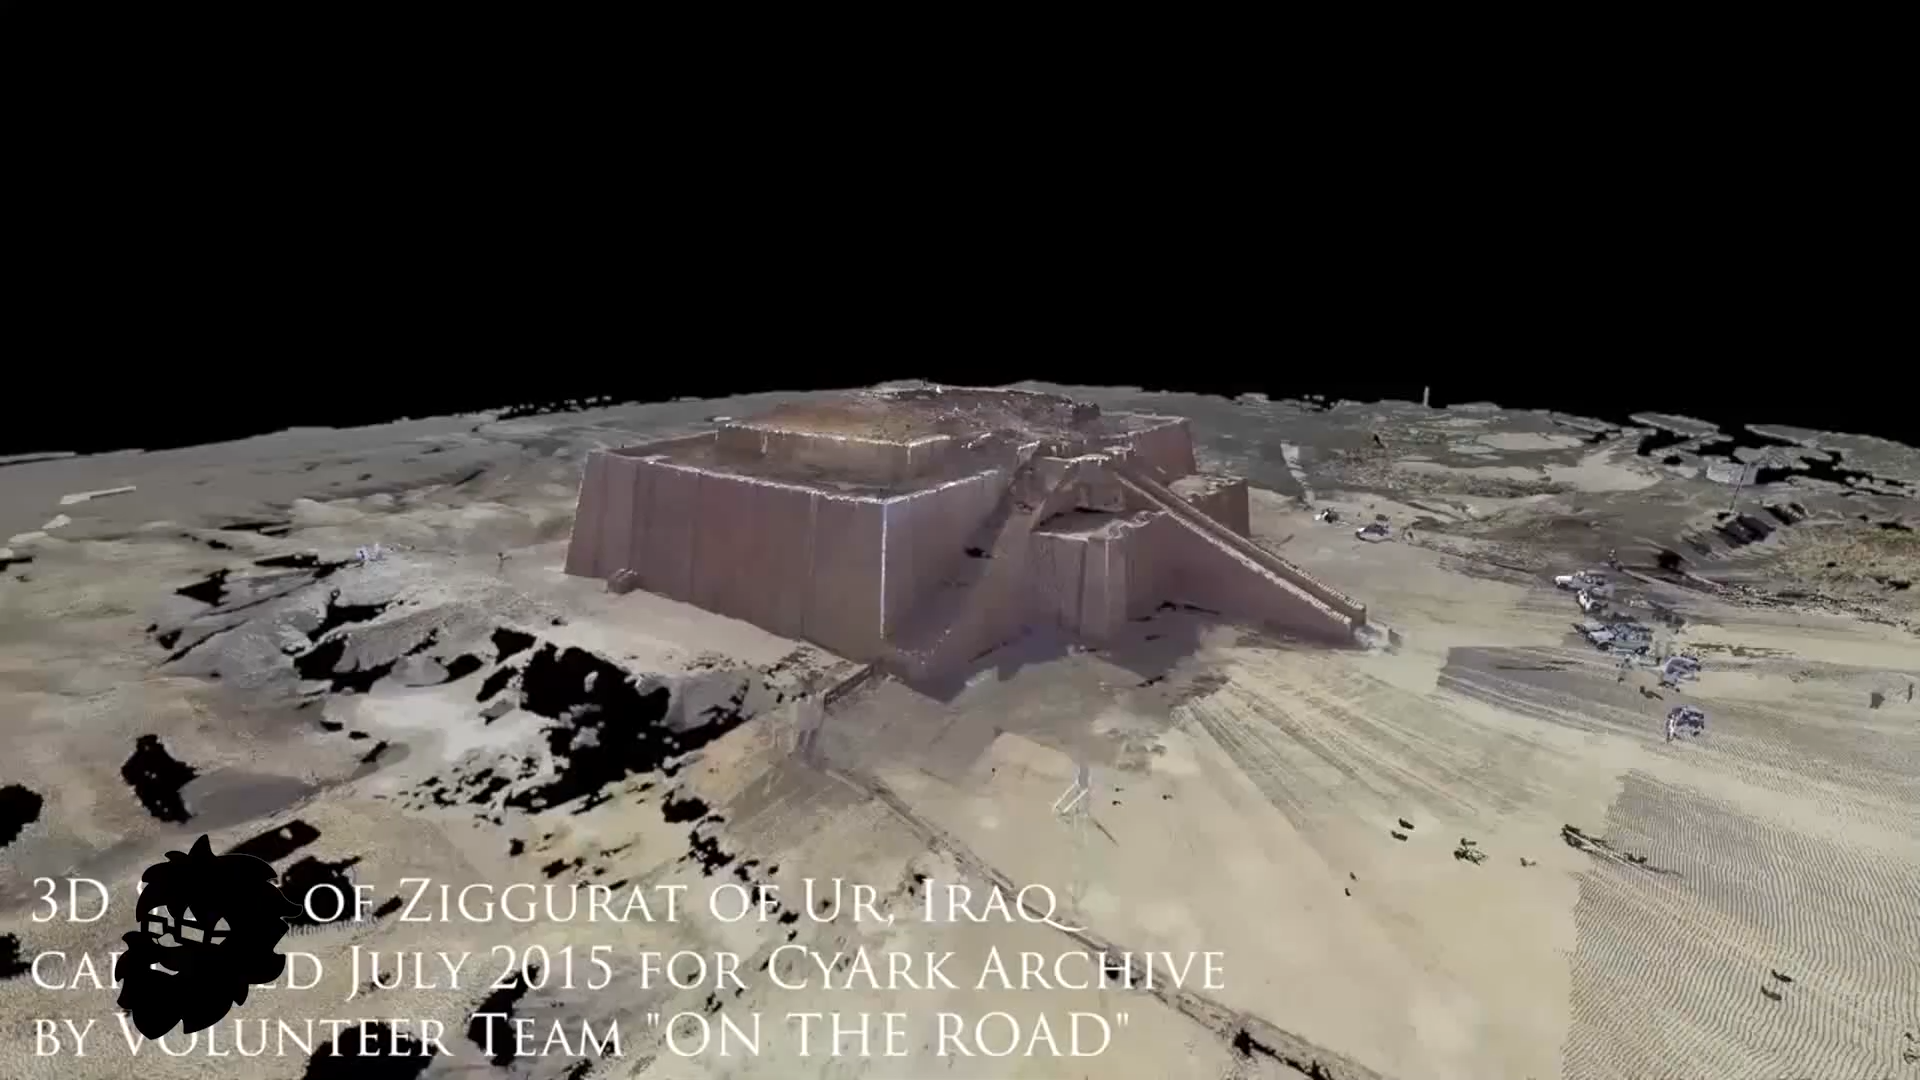 3D OF ZIGGURAT OF UR, IRAQ
JULY 2015 FOR CYARK ARCHIVE
BY VOLUNTEER TEAM "ON THE ROAD"